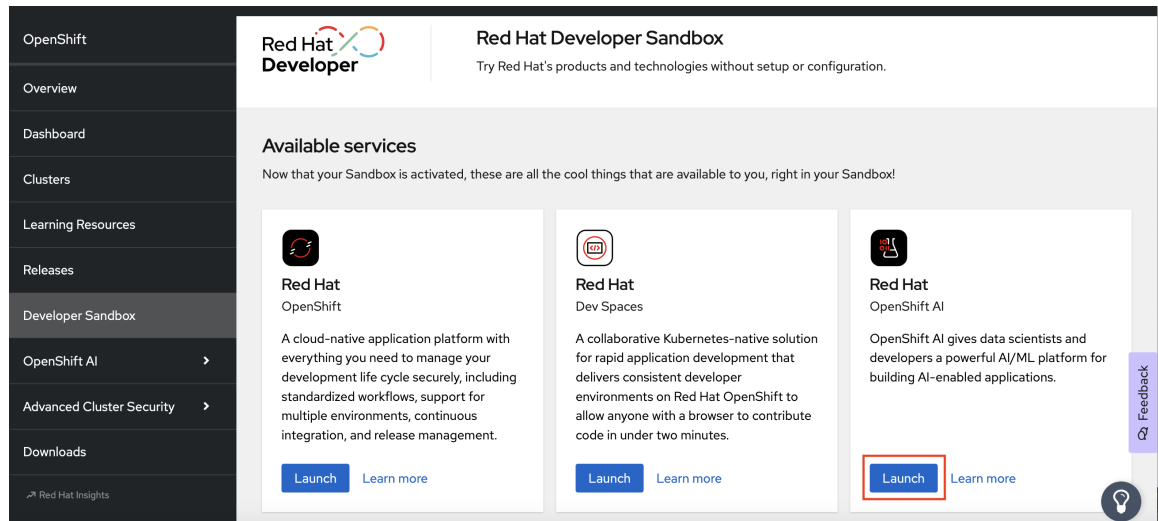 OpenShift
Overview
Dashboard
Clusters
Learning Resources
Releases
Developer Sandbox
OpenShift AI
Advanced Cluster Security
Downloads
Red Hat Insights
Red Hat
Developer
Red Hat Developer Sandbox
Try Red Hat's products and technologies without setup or configuration.
Available services
Now that your Sandbox is activated, these are all the cool things that are available to you, right in your Sandbox!
Red Hat
OpenShift
A cloud-native application platform with
everything you need to manage your
development life cycle securely, including
standardized workflows, support for
multiple environments, continuous
integration, and release management.
Launch
Learn more
Red Hat
Dev Spaces
A collaborative Kubernetes-native solution
for rapid application development that
delivers consistent developer
environments on Red Hat OpenShift to
allow anyone with a browser to contribute
code in under two minutes.
Launch
Learn more
Red Hat
OpenShift AI
OpenShift AI gives data scientists and
developers a powerful AI/ML platform for
building AI-enabled applications.
Launch
Learn more
Feedback